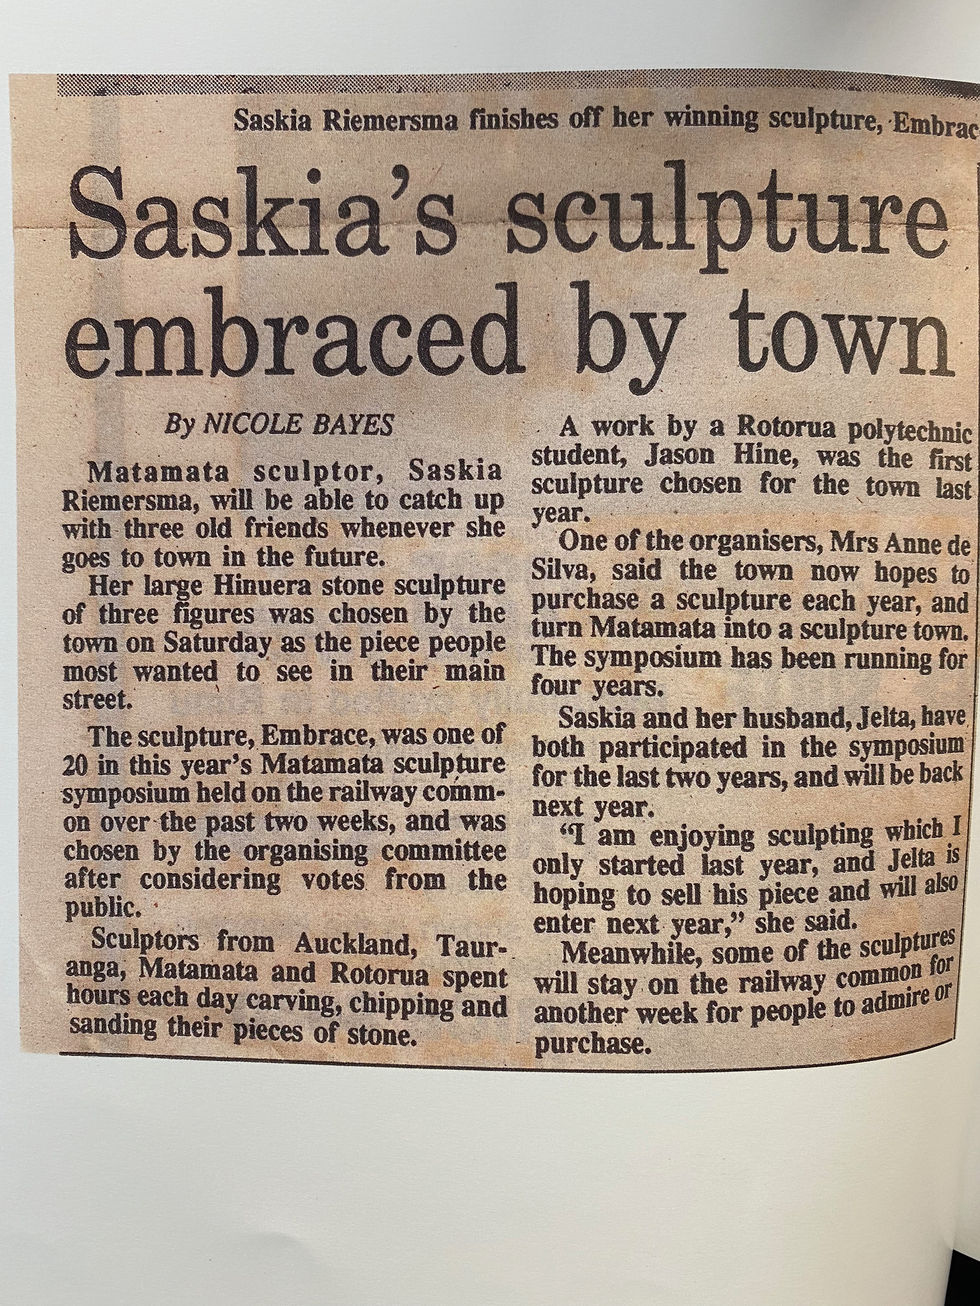 Saskia Riemersma finishes off her winning sculpture, Embrac
Saskia's sculpture
embraced by town
By NICOLE BAYES
Matamata sculptor, Saskia
Riemersma, will be able to catch up
with three old friends whenever she
goes to town in the future.
Her large Hinuera stone sculpture
of three figures was chosen by the
town on Saturday as the piece people
most wanted to see in their main
street.
The sculpture, Embrace, was one of
20 in this year's Matamata sculpture
symposium held on the railway comm-
on over the past two weeks, and was
chosen by the organising committee
after considering votes from the
public.
Sculptors from Auckland, Taur-
anga, Matamata and Rotorua spent
hours each day carving, chipping and
sanding their pieces of stone.
A work by a Rotorua polytechnic
student, Jason Hine, was the first
sculpture chosen for the town last
year.
One of the organisers, Mrs Anne de
Silva, said the town now hopes to
purchase a sculpture each year, and
turn Matamata into a sculpture town.
The symposium has been running for
four years.
Saskia and her husband, Jelta, have
both participated in the symposium
for the last two years, and will be back
next year.
"I am enjoying sculpting which I
only started last year, and Jelta is
hoping to sell his piece and will also
enter next year," she said.
Meanwhile, some of the sculptures
will stay on the railway common for
another week for people to admire or
purchase.